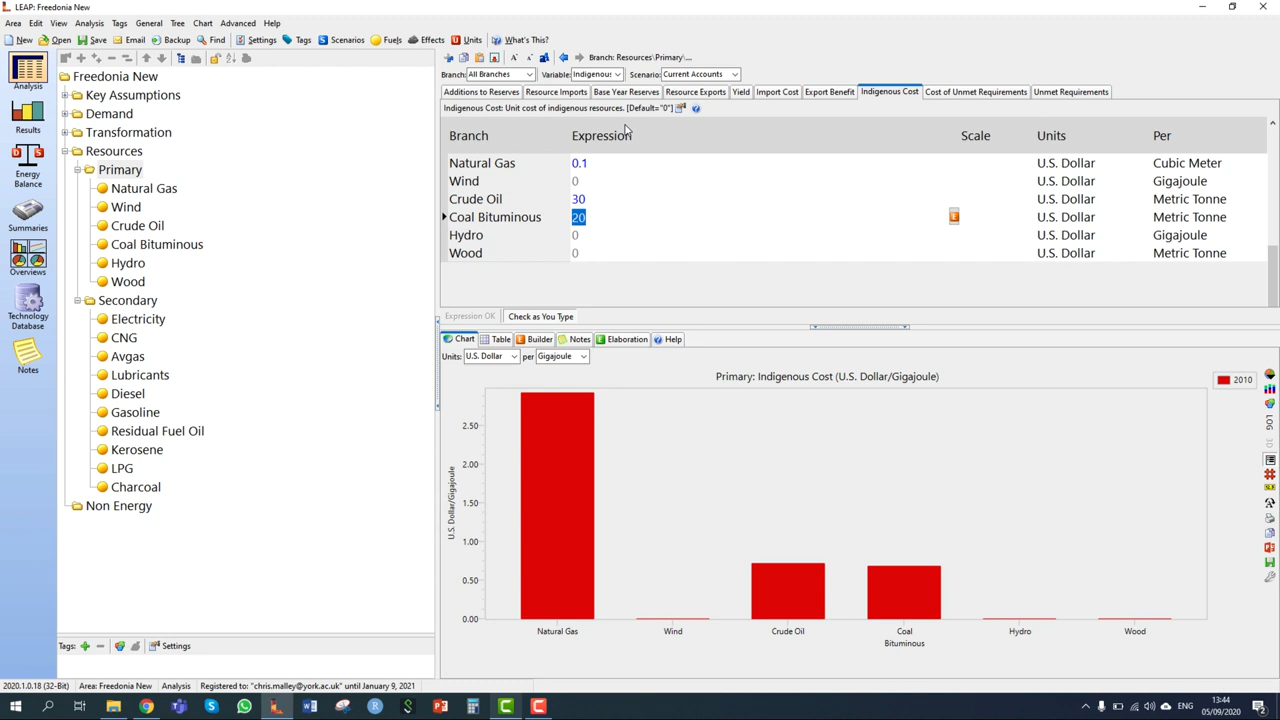 LEAP: Freedonia New
Area Edit View Analysis Tags General Tree Chart Advanced Help
New Open Save Email Backup Find Settings Tags Scenarios Fuels Effects Units What's This?
Analysis
Results
Energy
Balance
Summaries
Overviews
Technology
Database
Notes
Freedonia New
Key Assumptions
Demand
Transformation
Resources
Primary
Natural Gas
Wind
Crude Oil
Coal Bituminous
Hydro
Wood
Secondary
Electricity
CNG
Avgas
Lubricants
Diesel
Gasoline
Residual Fuel Oil
Kerosene
LPG
Charcoal
Non Energy
Tags: Settings
Branch: Resources\Primary\...
Branch: All Branches Variable: Indigenous Scenario: Current Accounts
Additions to Reserves Resource Imports Base Year Reserves Resource Exports Yield Import Cost Export Benefit Indigenous Cost Cost of Unmet Requirements Unmet Requirements
Indigenous Cost: Unit cost of indigenous resources. [Default="0"]
Branch Expression Scale Units Per
Natural Gas 0.1 U.S. Dollar Cubic Meter
Wind 0 U.S. Dollar Gigajoule
Crude Oil 30 U.S. Dollar Metric Tonne
Coal Bituminous 20 E U.S. Dollar Metric Tonne
Hydro 0 U.S. Dollar Gigajoule
Wood 0 U.S. Dollar Metric Tonne
Expression OK Check as You Type
Chart Table Builder Notes Elaboration Help
Units: U.S. Dollar per Gigajoule
Primary: Indigenous Cost (U.S. Dollar/Gigajoule)
2010
LOG
3D
U.S. Dollar/Gigajoule
2.50
2.00
1.50
1.00
0.50
0.00
Natural Gas Wind Crude Oil Coal Bituminous Hydro Wood
2020.1.0.18 (32-Bit) Area: Freedonia New Analysis Registered to: "chris.malley@york.ac.uk" until January 9, 2021
ENG 13:44
05/09/2020